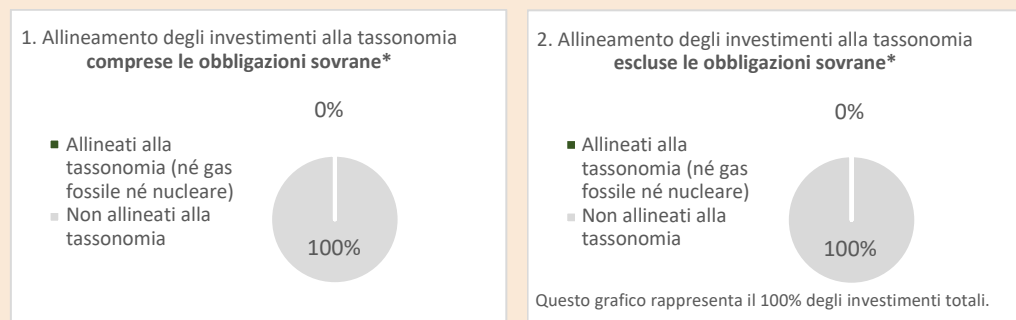 1. Allineamento degli investimenti alla tassonomia
comprese le obbligazioni sovrane*
0%
Allineati alla
tassonomia (né gas
fossile né nucleare)
Non allineati alla
tassonomia
100%
2. Allineamento degli investimenti alla tassonomia
escluse le obbligazioni sovrane*
0%
Allineati alla
tassonomia (né gas
fossile né nucleare)
Non allineati alla
tassonomia
100%
Questo grafico rappresenta il 100% degli investimenti totali.